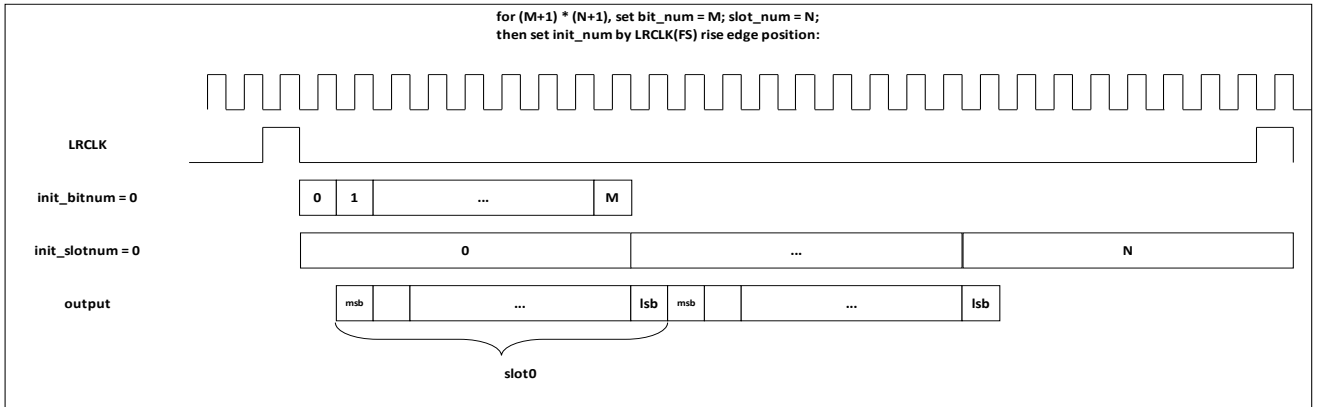 for (M+1) * (N+1), set bit_num = M; slot_num = N;
then set init_num by LRCLK(FS) rise edge position:
LRCLK
init_bitnum = 0 0 1 ... M
init_slotnum = 0 0 ... N
output msb ... lsb msb ... lsb
slot0